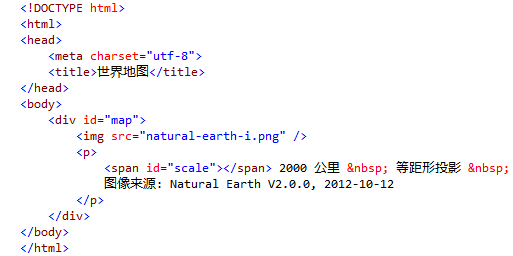 <!DOCTYPE html>
<html>
<head>
    <meta charset="utf-8">
    <title>世界地图</title>
</head>
<body>
    <div id="map">
        <img src="natural-earth-i.png" />
        <p>
            <span id="scale"></span> 2000 公里 &nbsp; 等距形投影 &nbsp;
            图像来源: Natural Earth V2.0.0, 2012-10-12
        </p>
    </div>
</body>
</html>